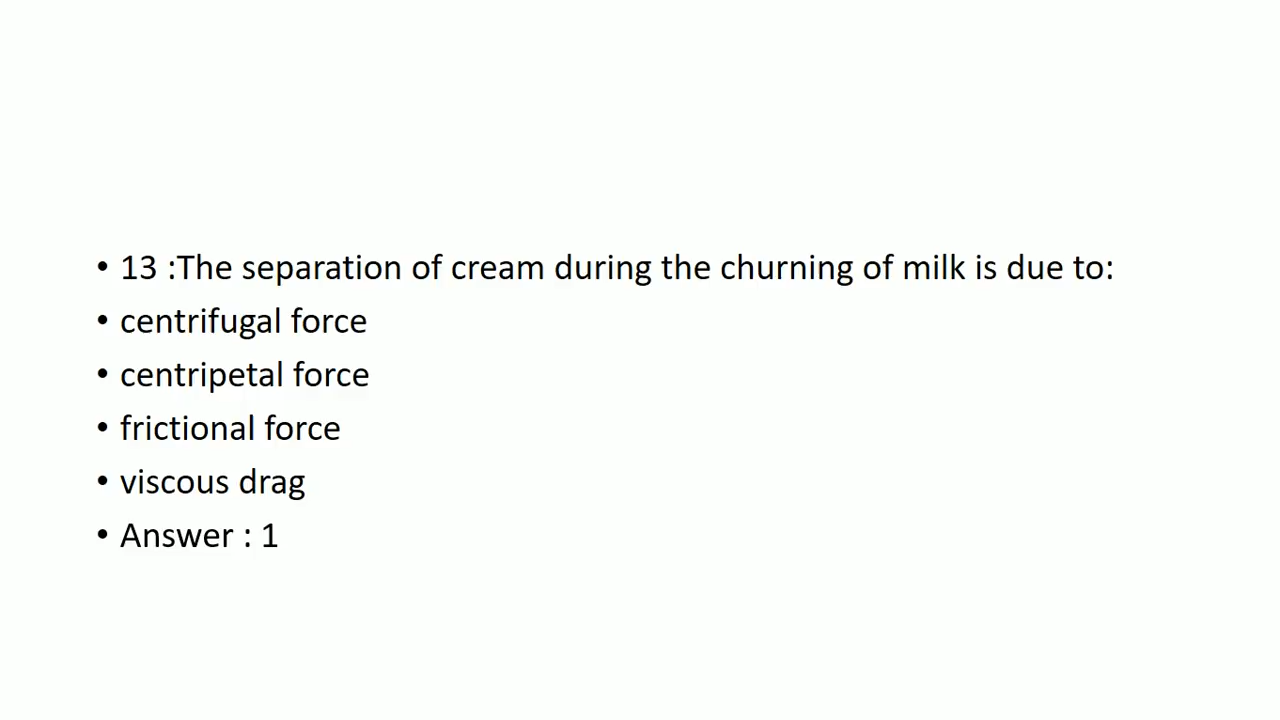 • 13 :The separation of cream during the churning of milk is due to:
• centrifugal force
• centripetal force
• frictional force
• viscous drag
• Answer : 1